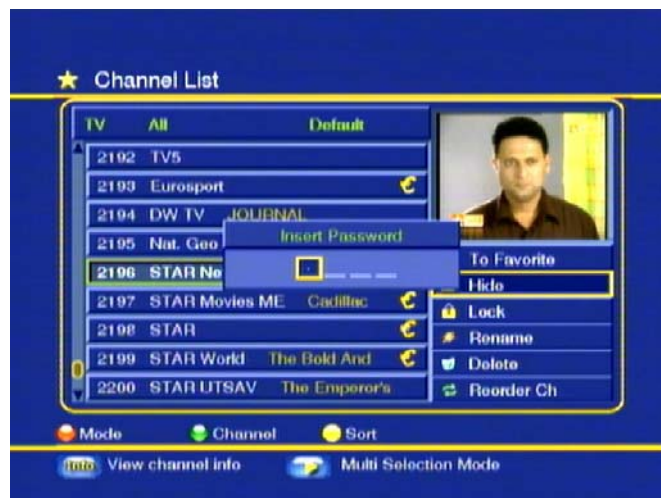 Channel List
TV All Default
2192 TV5
2193 Eurosport
2194 DW TV JOURNAL
2195 Nat. Geo
Insert Password
2196 STAR Ne
2197 STAR Movies ME Cadillac
2198 STAR
2199 STAR World The Bold And
2200 STAR UTSAV The Emperor's
To Favorite
Hide
Lock
Rename
Delete
Reorder Ch
Mode Channel Sort
Info View channel info Multi Selection Mode